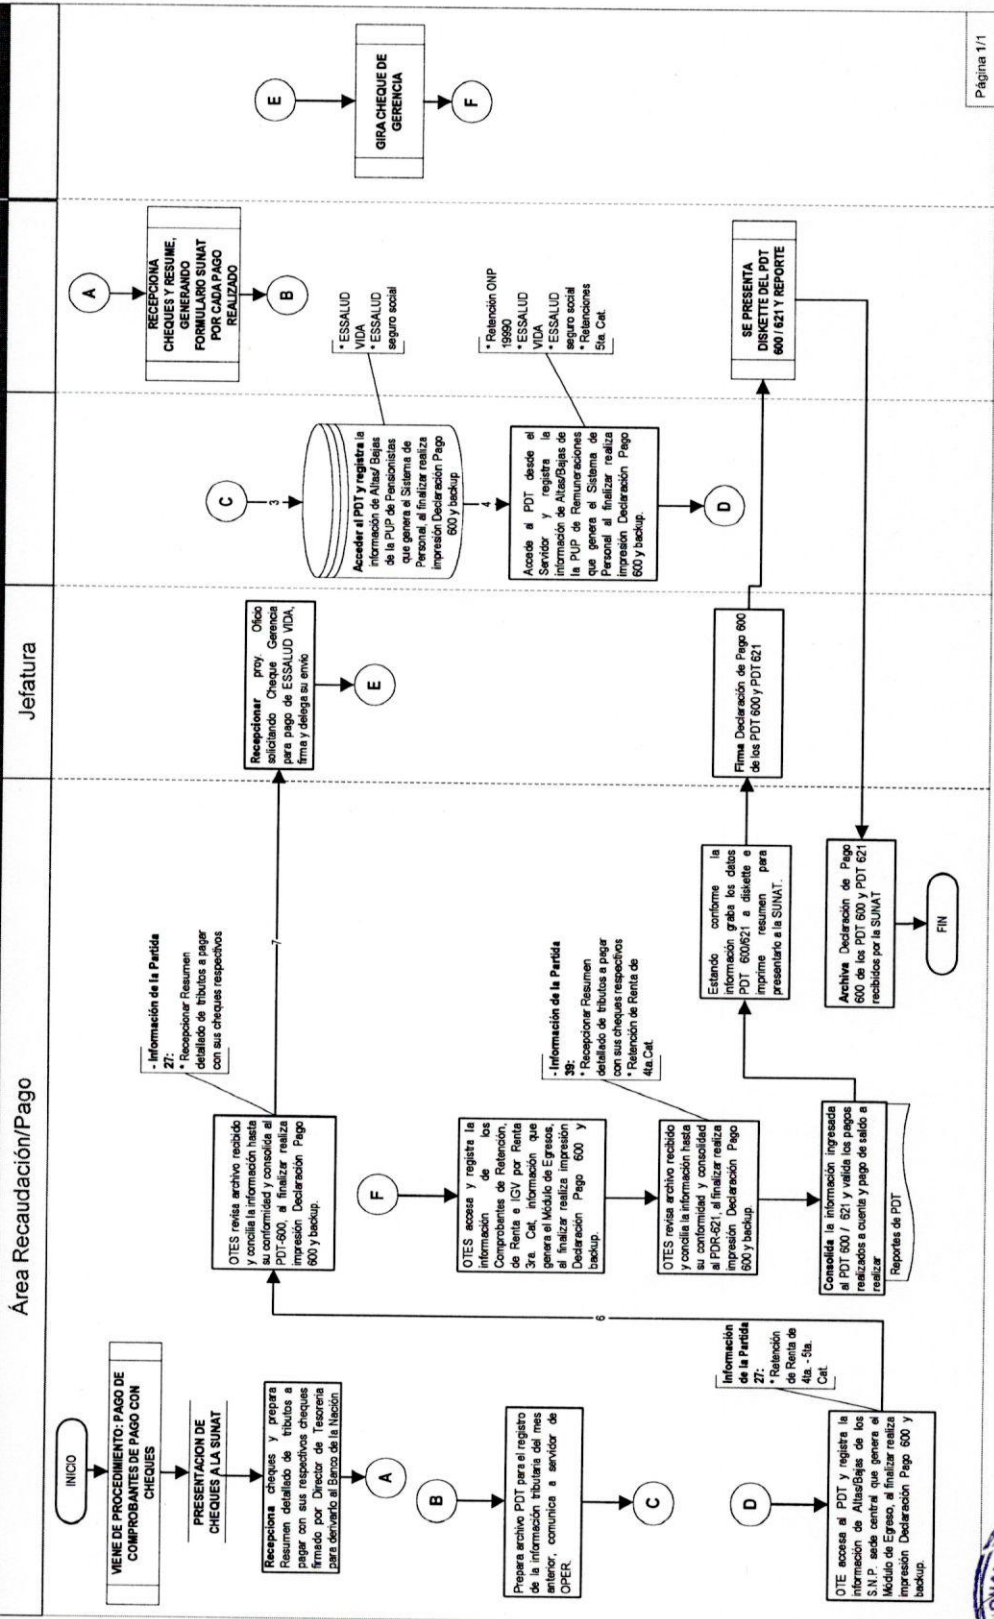 Área Recaudación/Pago
Jefatura
INICIO
VIENE DE PROCEDIMIENTO: PAGO DE
COMPROBANTES DE PAGO CON
CHEQUES
PRESENTACION DE
CHEQUES A LA SUNAT
Recepciona cheques y prepara
Resumen detallado de tributos a
pagar con sus respectivos cheques
firmado por Director de Tesorería
para derivarlo al Banco de la Nación
A
B
Prepara archivo PDT para el registro
de la información tributaria del mes
anterior, comunica a servidor de
OPER.
C
D
OTE accesa al PDT y registra la
información de Altas/Bajas de los
S.N.P. sede central que genera el
Módulo de Egreso, al finalizar realiza
impresión Declaración Pago 600 y
backup.
Información
de la Partida
27:
* Retención
de Renta de
4ta. - 5ta.
Cat.
6
OTES revisa archivo recibido
y concilia la información hasta
su conformidad y consolida al
PDT-600, al finalizar realiza
impresión Declaración Pago
600 y backup.
- Información de la Partida
27:
* Recepcionar Resumen
detallado de tributos a pagar
con sus cheques respectivos
7
F
OTES accesa y registra la
información de los
Comprobantes de Retención,
de Renta e IGV por Renta
3ra. Cat, información que
genera el Módulo de Egresos,
al finalizar realiza impresión
Declaración Pago 600 y
backup.
OTES revisa archivo recibido
y concilia la información hasta
su conformidad y consolidad
al PDR-621, al finalizar realiza
impresión Declaración Pago
600 y backup.
- Información de la Partida
39:
* Recepcionar Resumen
detallado de tributos a pagar
con sus cheques respectivos
* Retención de Renta de
4ta.Cat.
Consolida la información ingresada
al PDT 600 / 621 y valida los pagos
realizados a cuenta y pago de saldo a
realizar
Reportes de PDT
Estando conforme la
información graba los datos
PDT 600/621 a diskette e
imprime resumen para
presentarlo a la SUNAT.
Archiva Declaración de Pago
600 de los PDT 600 y PDT 621
recibidos por la SUNAT
FIN
Recepcionar proy. Oficio
solicitando Cheque Gerencia
para pago de ESSALUD VIDA,
firma y delega su envío
E
Firma Declaración de Pago 600
de los PDT 600 y PDT 621
C
3
Acceder al PDT y registra la
información de Altas/ Bajas
de la PUP de Pensionistas
que genera el Sistema de
Personal, al finalizar realiza
impresión Declaración Pago
600 y backup
* ESSALUD
VIDA
* ESSALUD
seguro social
4
Accede al PDT desde el
Servidor y registra la
información de Altas/Bajas de
la PUP de Remuneraciones
que genera el Sistema de
Personal al finalizar realiza
impresión Declaración Pago
600 y backup.
* Retención ONP
19990
* ESSALUD
VIDA
* ESSALUD
seguro social
* Retenciones
5ta. Cat.
D
A
RECEPCIONA
CHEQUES Y RESUME,
GENERANDO
FORMULARIO SUNAT
POR CADA PAGO
REALIZADO
B
SE PRESENTA
DISKETTE DEL PDT
600 / 621 Y REPORTE
E
GIRA CHEQUE DE
GERENCIA
F
Página 1/1